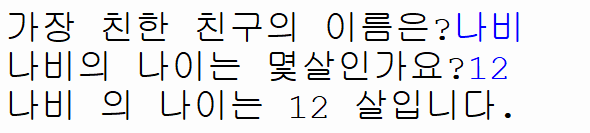 가장 친한 친구의 이름은?나비
나비의 나이는 몇살인가요?12
나비 의 나이는 12 살입니다.